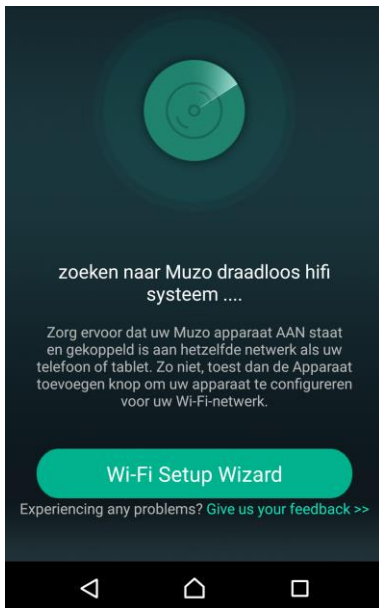 zoeken naar Muzo draadloos hifi
systeem ....
Zorg ervoor dat uw Muzo apparaat AAN staat
en gekoppeld is aan hetzelfde netwerk als uw
telefoon of tablet. Zo niet, toest dan de Apparaat
toevoegen knop om uw apparaat te configureren
voor uw Wi-Fi-netwerk.
Wi-Fi Setup Wizard
Experiencing any problems? Give us your feedback >>